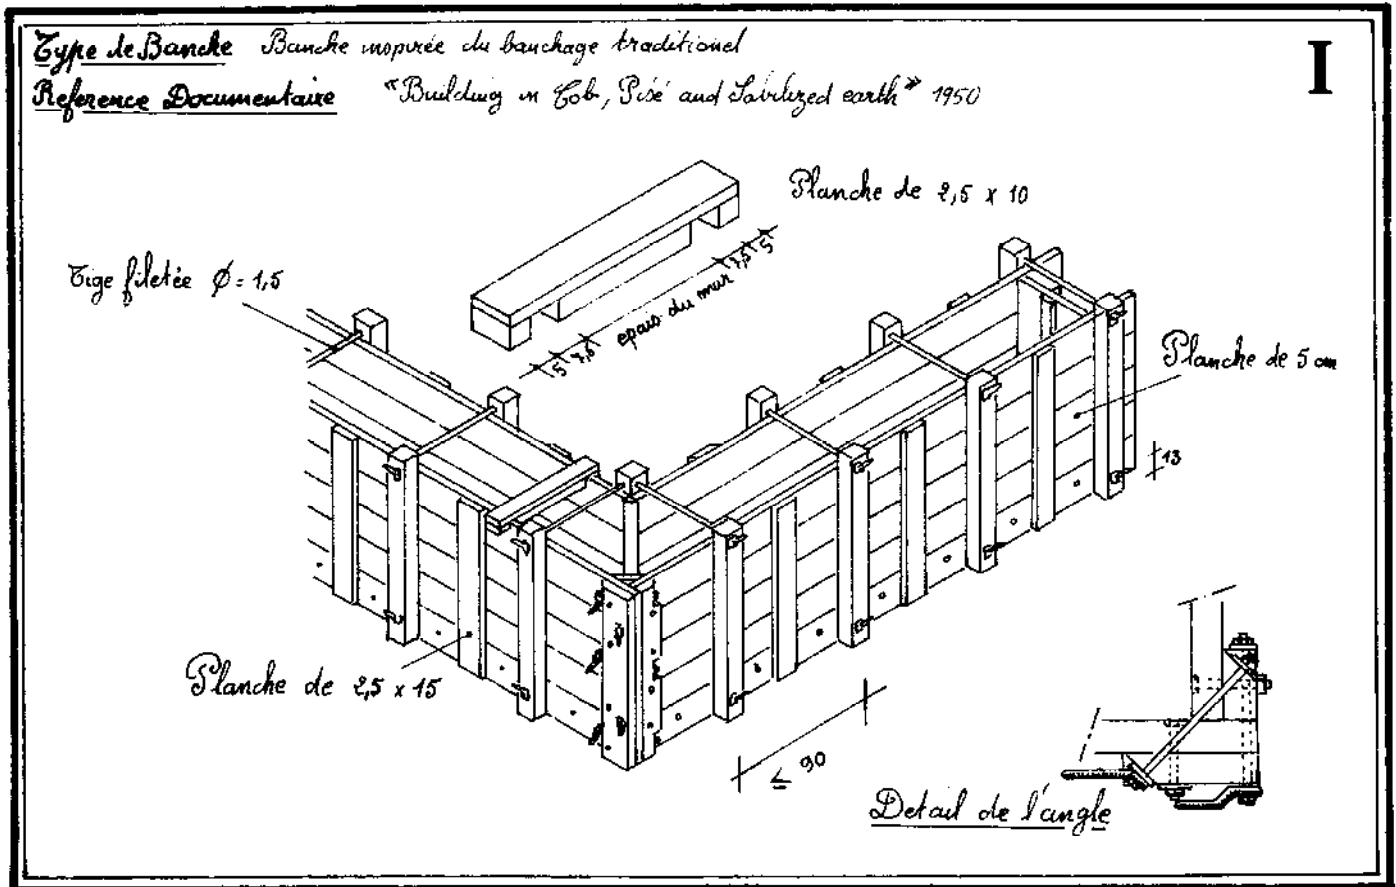 Type de Banche Banche inspirée du banchage traditionel
I
Reference Documentaire "Building in Cob, Pisé and Sabilized earth" 1950
Planche de 2,5 x 10
Tige filetée Ø = 1,5
5 7,5 epais. du mur 7,5 5
Planche de 5 cm
13
Planche de 2,5 x 15
≤ 90
Detail de l'angle